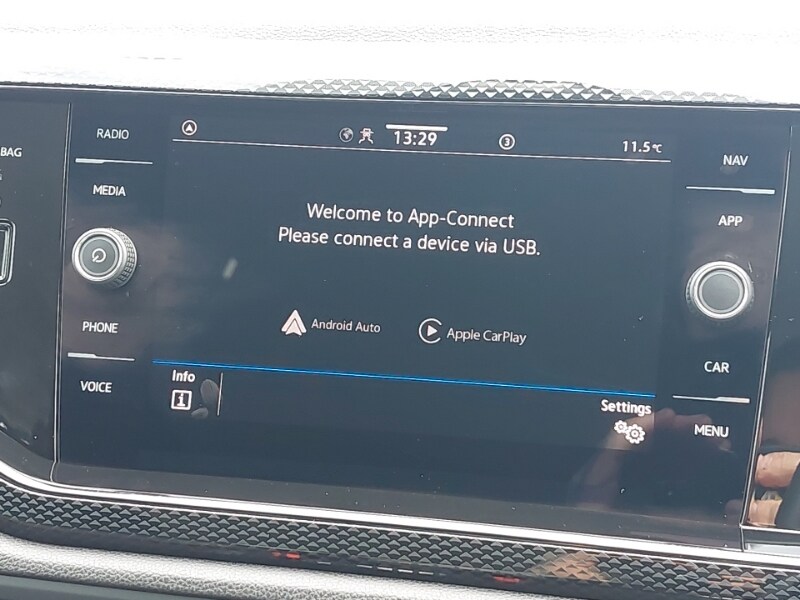 BAG
RADIO
MEDIA
PHONE
VOICE
13:29
3
11.5°C
Welcome to App-Connect
Please connect a device via USB.
Android Auto
Apple CarPlay
Info
i
Settings
NAV
APP
CAR
MENU